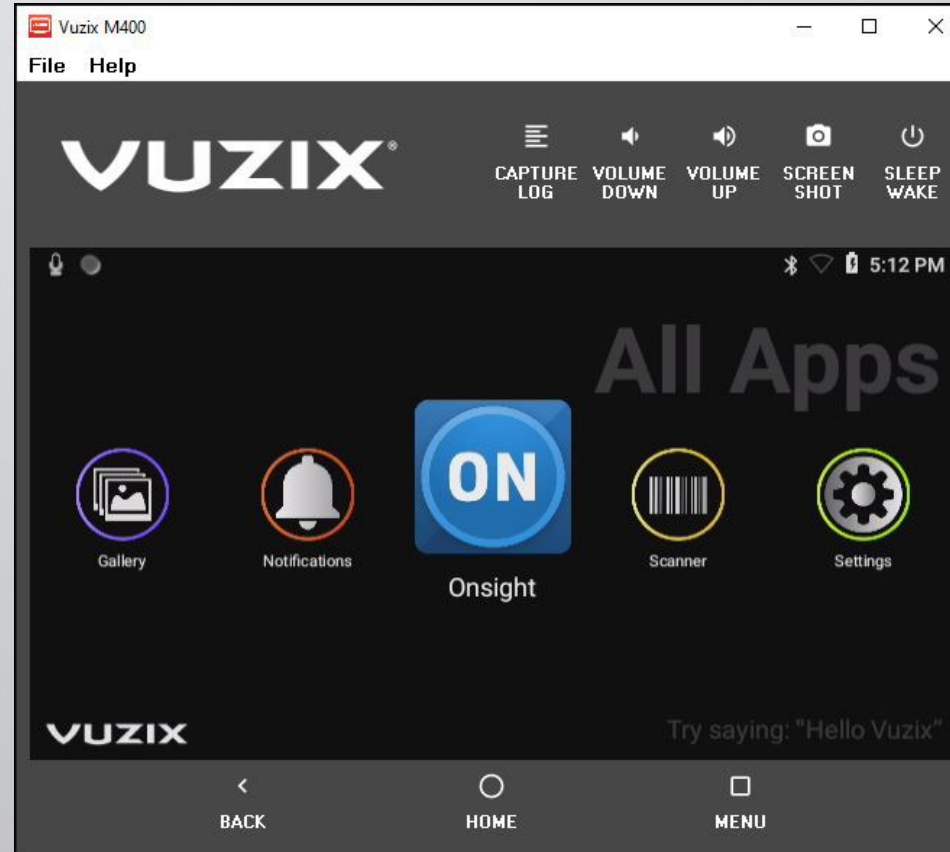 Vuzix M400
File Help
VUZIX®
CAPTURE LOG
VOLUME DOWN
VOLUME UP
SCREEN SHOT
SLEEP WAKE
5:12 PM
All Apps
ON
Gallery
Notifications
Onsight
Scanner
Settings
VUZIX
Try saying: "Hello Vuzix"
BACK
HOME
MENU